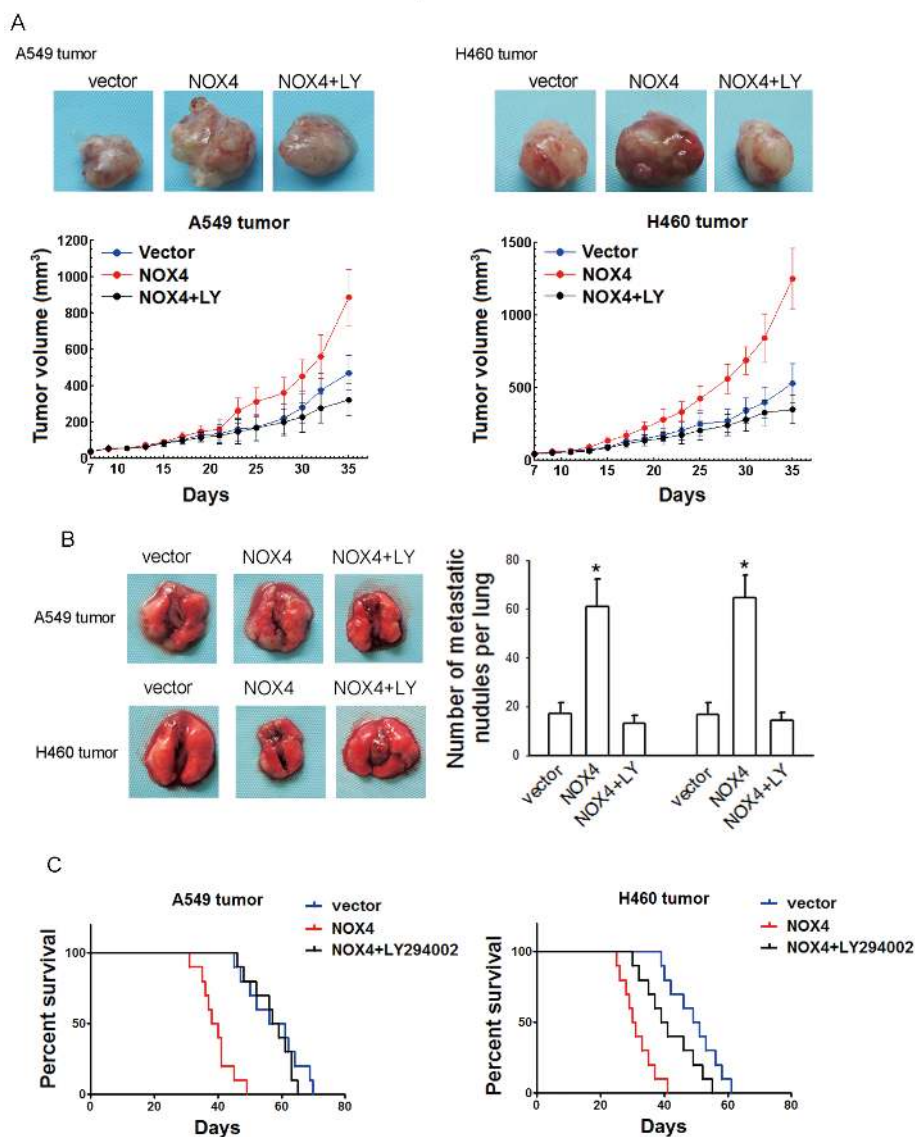 A
A549 tumor
vector NOX4 NOX4+LY
H460 tumor
vector NOX4 NOX4+LY
A549 tumor
1200
1000
800
600
400
200
0
Tumor volume (mm³)
Vector
NOX4
NOX4+LY
7 10 15 20 25 30 35
Days
H460 tumor
1500
1000
500
0
Tumor volume (mm³)
Vector
NOX4
NOX4+LY
7 10 15 20 25 30 35
Days
B
vector NOX4 NOX4+LY
A549 tumor
vector NOX4 NOX4+LY
H460 tumor
Number of metastatic
nudules per lung
80
60
40
20
0
* *
vector NOX4 NOX4+LY vector NOX4 NOX4+LY
C
A549 tumor
vector
NOX4
NOX4+LY294002
Percent survival
100
50
0
0 20 40 60 80
Days
H460 tumor
vector
NOX4
NOX4+LY294002
Percent survival
100
50
0
0 20 40 60 80
Days